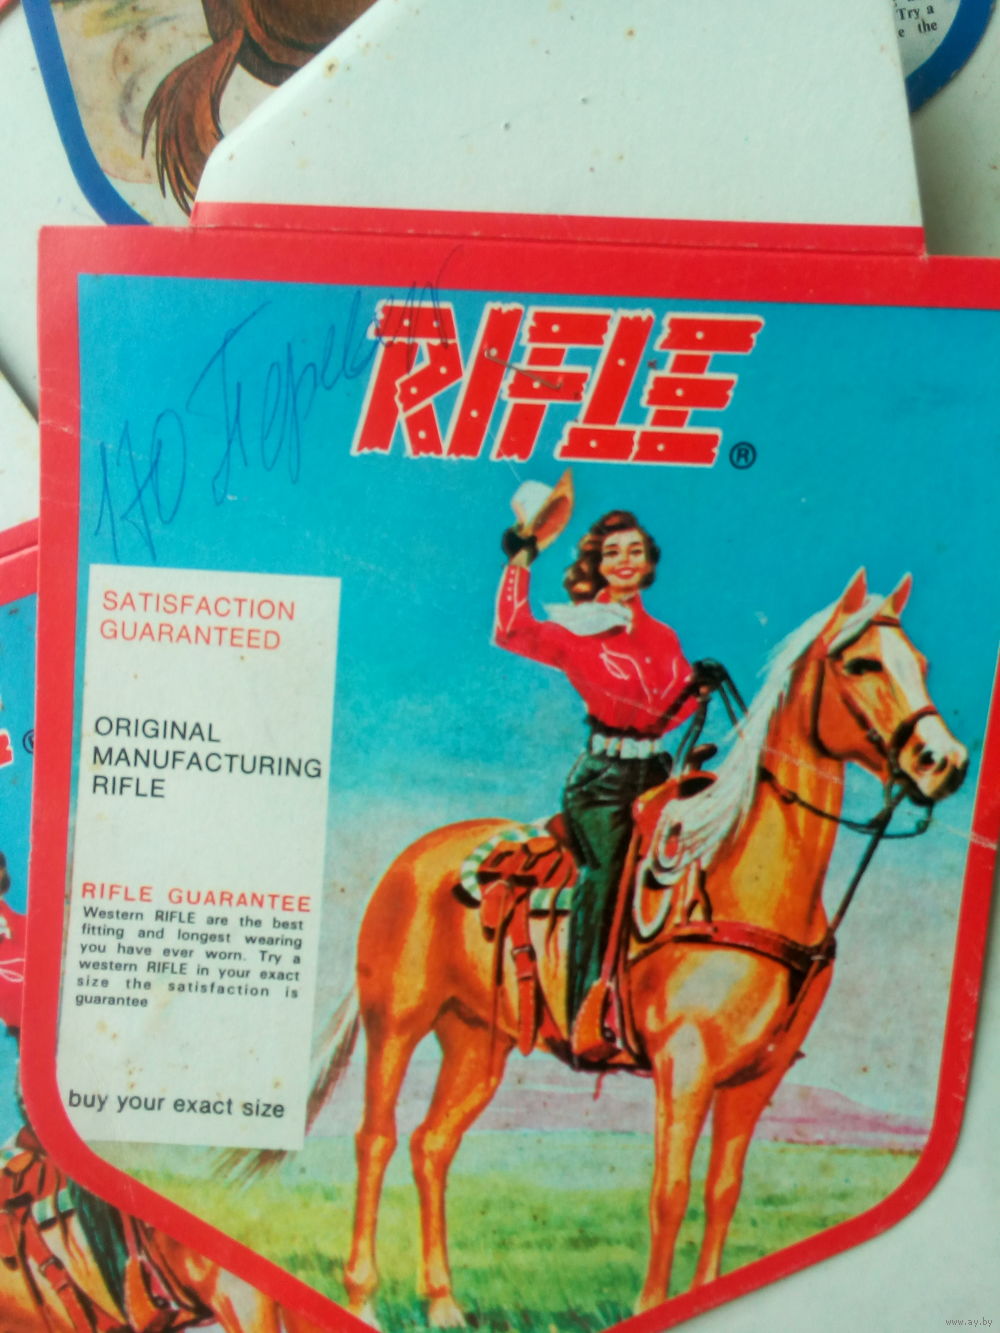 Try a
the
RIFLE®
170
SATISFACTION
GUARANTEED
ORIGINAL
MANUFACTURING
RIFLE
RIFLE GUARANTEE
Western RIFLE are the best
fitting and longest wearing
you have ever worn. Try a
western RIFLE in your exact
size the satisfaction is
guarantee
buy your exact size
www.ay.by